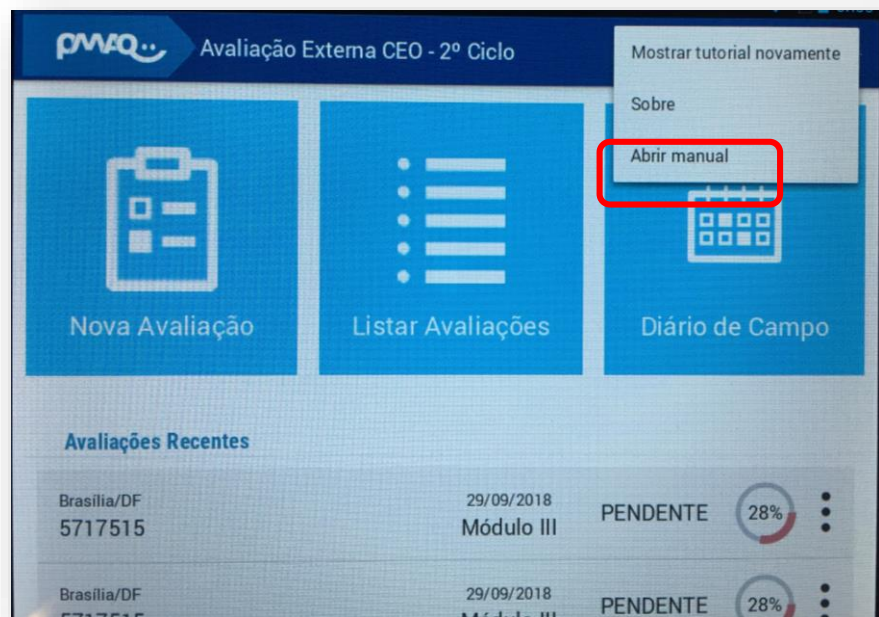 pmaq
Avaliação Externa CEO - 2º Ciclo
Mostrar tutorial novamente
Sobre
Abrir manual
Nova Avaliação
Listar Avaliações
Diário de Campo
Avaliações Recentes
Brasília/DF
29/09/2018
5717515
Módulo III
PENDENTE
28%
Brasília/DF
29/09/2018
PENDENTE
28%